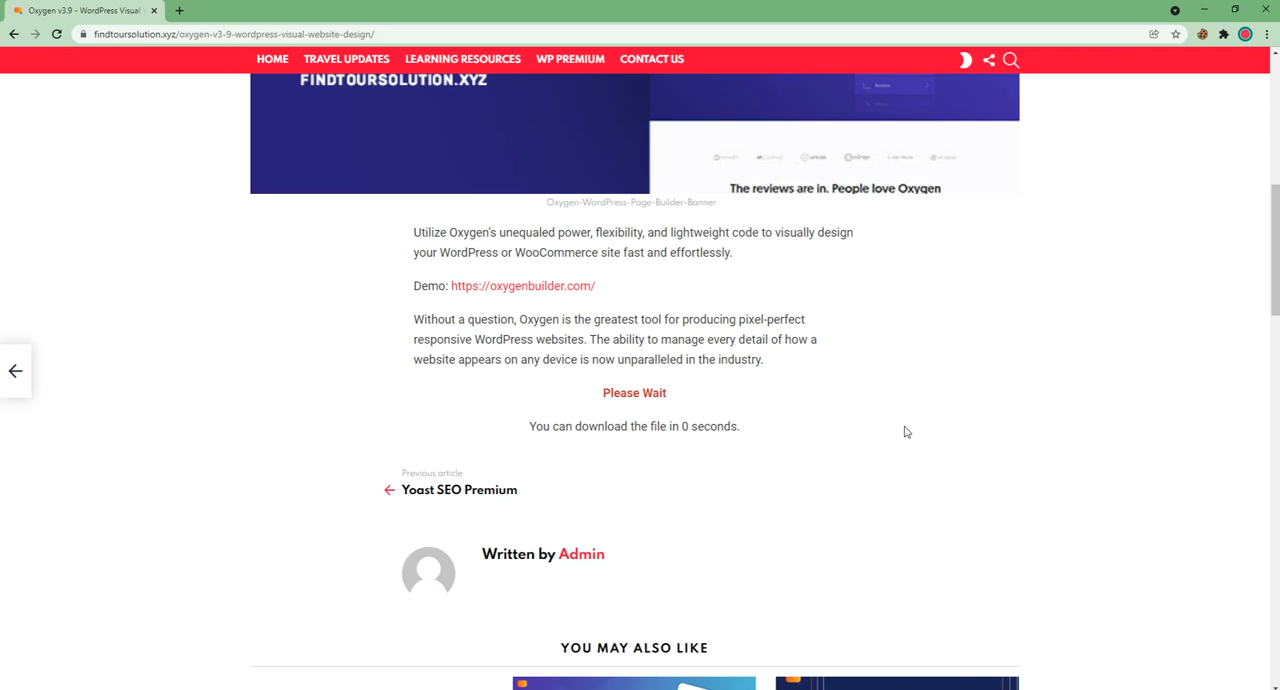 Oxygen v3.9 - WordPress Visual
findtoursolution.xyz/oxygen-v3-9-wordpress-visual-website-design/
HOME TRAVEL UPDATES LEARNING RESOURCES WP PREMIUM CONTACT US
FINDTOURSOLUTION.XYZ
The reviews are in. People love Oxygen
Oxygen-WordPress-Page-Builder-Banner
Utilize Oxygen's unequaled power, flexibility, and lightweight code to visually design
your WordPress or WooCommerce site fast and effortlessly.
Demo: https://oxygenbuilder.com/
Without a question, Oxygen is the greatest tool for producing pixel-perfect
responsive WordPress websites. The ability to manage every detail of how a
website appears on any device is now unparalleled in the industry.
Please Wait
You can download the file in 0 seconds.
Previous article
Yoast SEO Premium
Written by Admin
YOU MAY ALSO LIKE